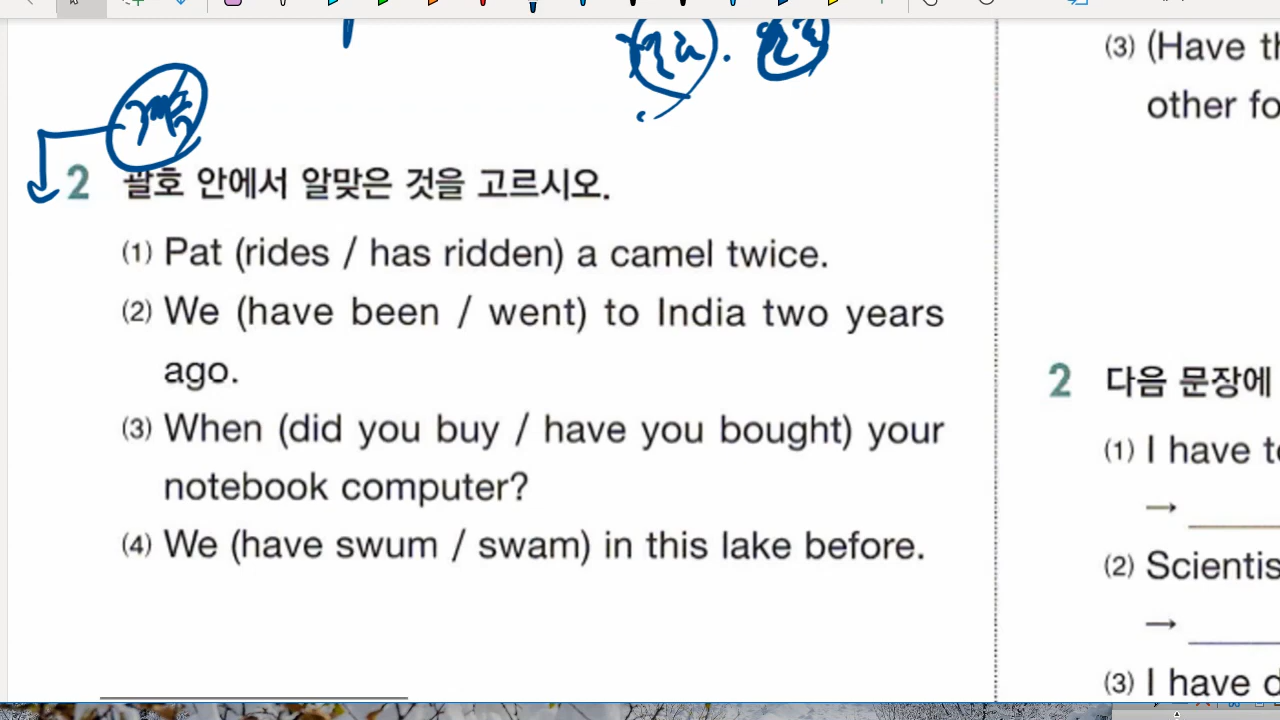 2 괄호 안에서 알맞은 것을 고르시오.
(1) Pat (rides / has ridden) a camel twice.
(2) We (have been / went) to India two years
ago.
(3) When (did you buy / have you bought) your
notebook computer?
(4) We (have swum / swam) in this lake before.
(3) (Have th
other fo
2 다음 문장에
(1) I have to
→
(2) Scientis
→
(3) I have d